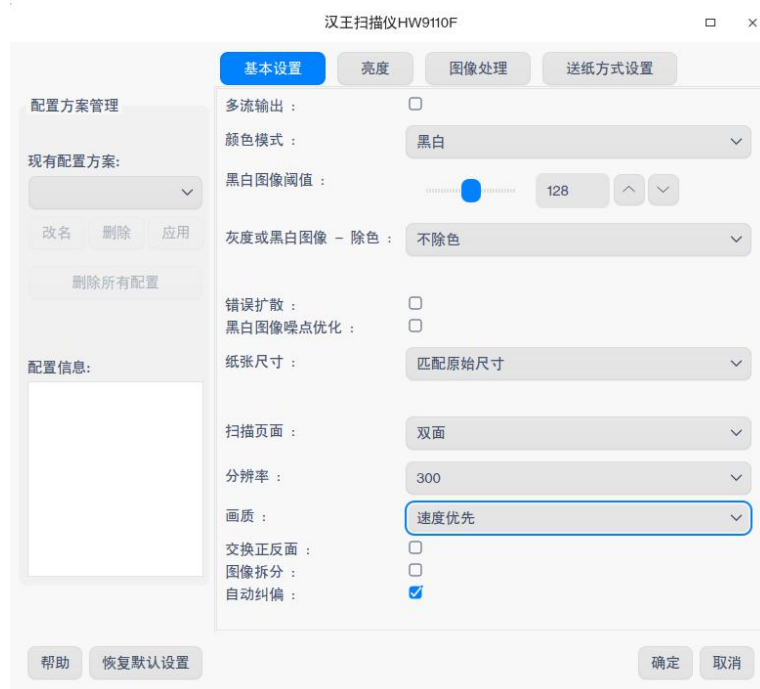 汉王扫描仪HW9110F
基本设置 亮度 图像处理 送纸方式设置
配置方案管理
现有配置方案:
改名 删除 应用
删除所有配置
配置信息:
多流输出 :
颜色模式 : 黑白
黑白图像阈值 : 128
灰度或黑白图像 – 除色 : 不除色
错误扩散 :
黑白图像噪点优化 :
纸张尺寸 : 匹配原始尺寸
扫描页面 : 双面
分辨率 : 300
画质 : 速度优先
交换正反面 :
图像拆分 :
自动纠偏 :
帮助 恢复默认设置 确定 取消